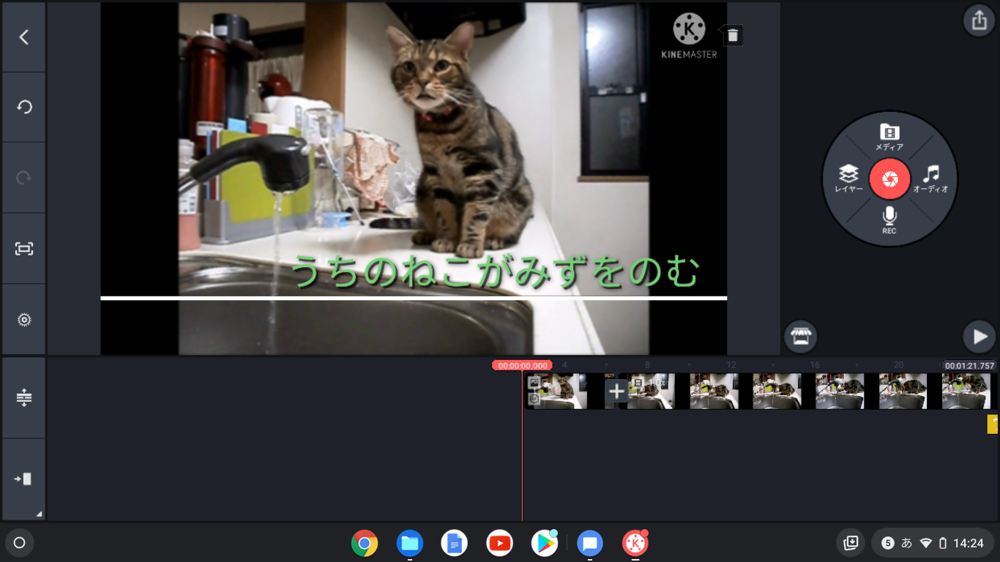 KINEMASTER
メディア
レイヤー
オーディオ
REC
うちのねこがみずをのむ
00:00:00.000
4
8
12
16
20
00:01:21.757
1.0x
5
あ
14:24